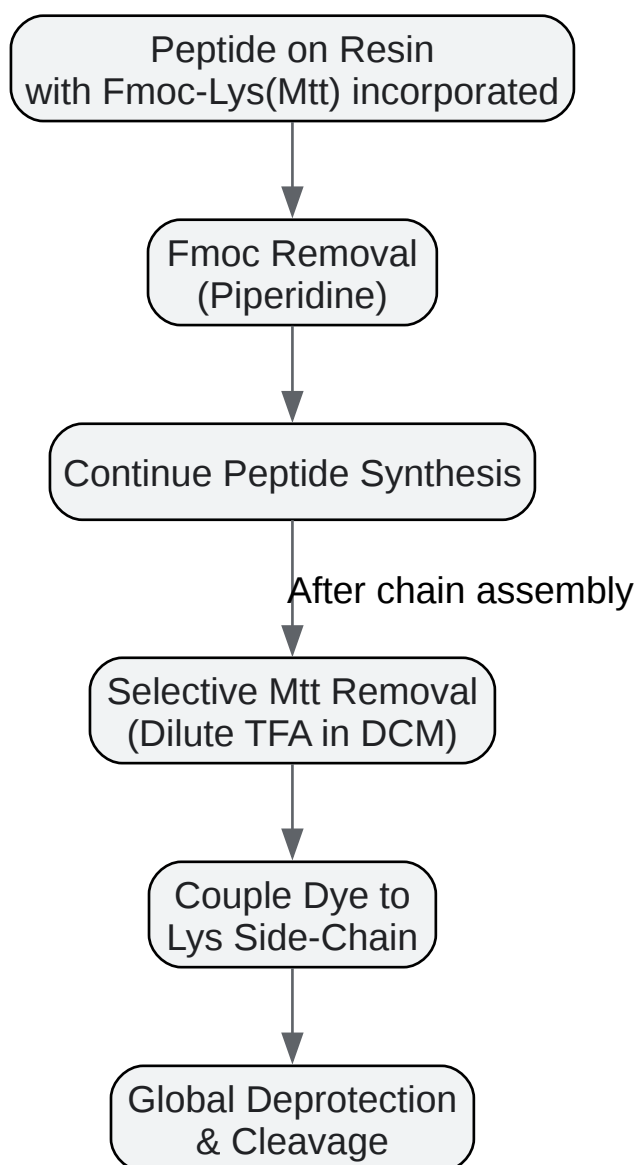 Peptide on Resin
with Fmoc-Lys(Mtt) incorporated
Fmoc Removal
(Piperidine)
Continue Peptide Synthesis
After chain assembly
Selective Mtt Removal
(Dilute TFA in DCM)
Couple Dye to
Lys Side-Chain
Global Deprotection
& Cleavage